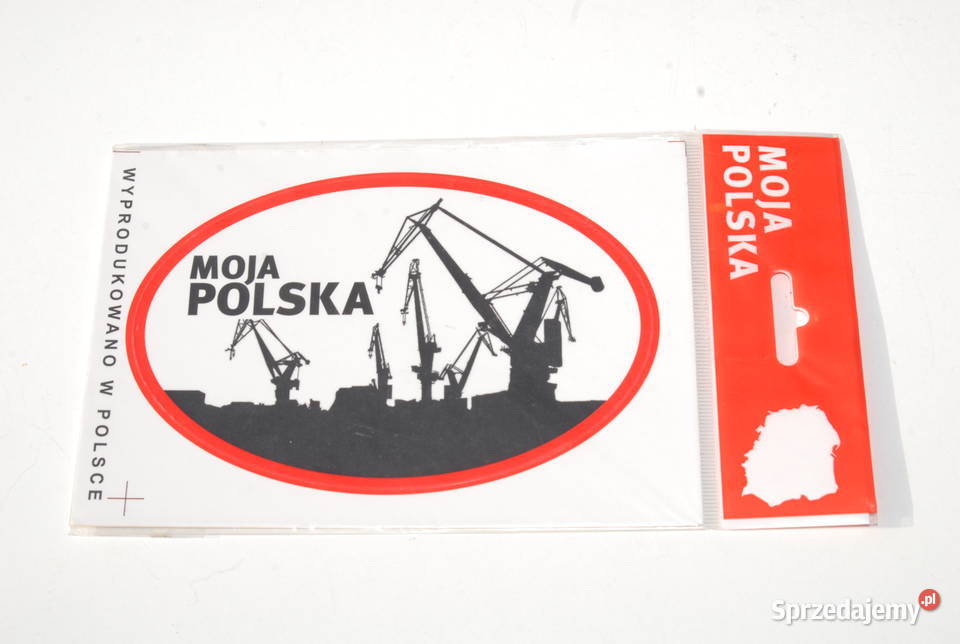 WYPRODUKOWANO W POLSCE
MOJA
POLSKA
MOJA
POLSKA
Sprzedajemy.pl